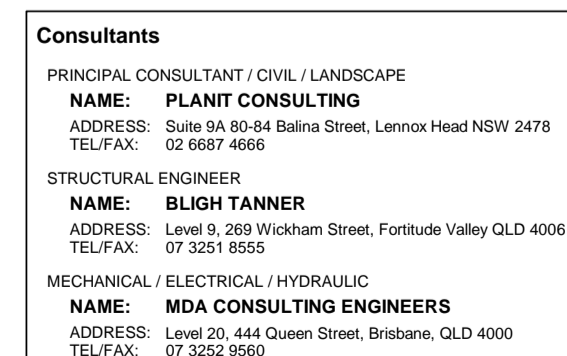 Consultants
PRINCIPAL CONSULTANT / CIVIL / LANDSCAPE
NAME: PLANIT CONSULTING
ADDRESS: Suite 9A 80-84 Balina Street, Lennox Head NSW 2478
TEL/FAX: 02 6687 4666
STRUCTURAL ENGINEER
NAME: BLIGH TANNER
ADDRESS: Level 9, 269 Wickham Street, Fortitude Valley QLD 4006
TEL/FAX: 07 3251 8555
MECHANICAL / ELECTRICAL / HYDRAULIC
NAME: MDA CONSULTING ENGINEERS
ADDRESS: Level 20, 444 Queen Street, Brisbane, QLD 4000
TEL/FAX: 07 3252 9560